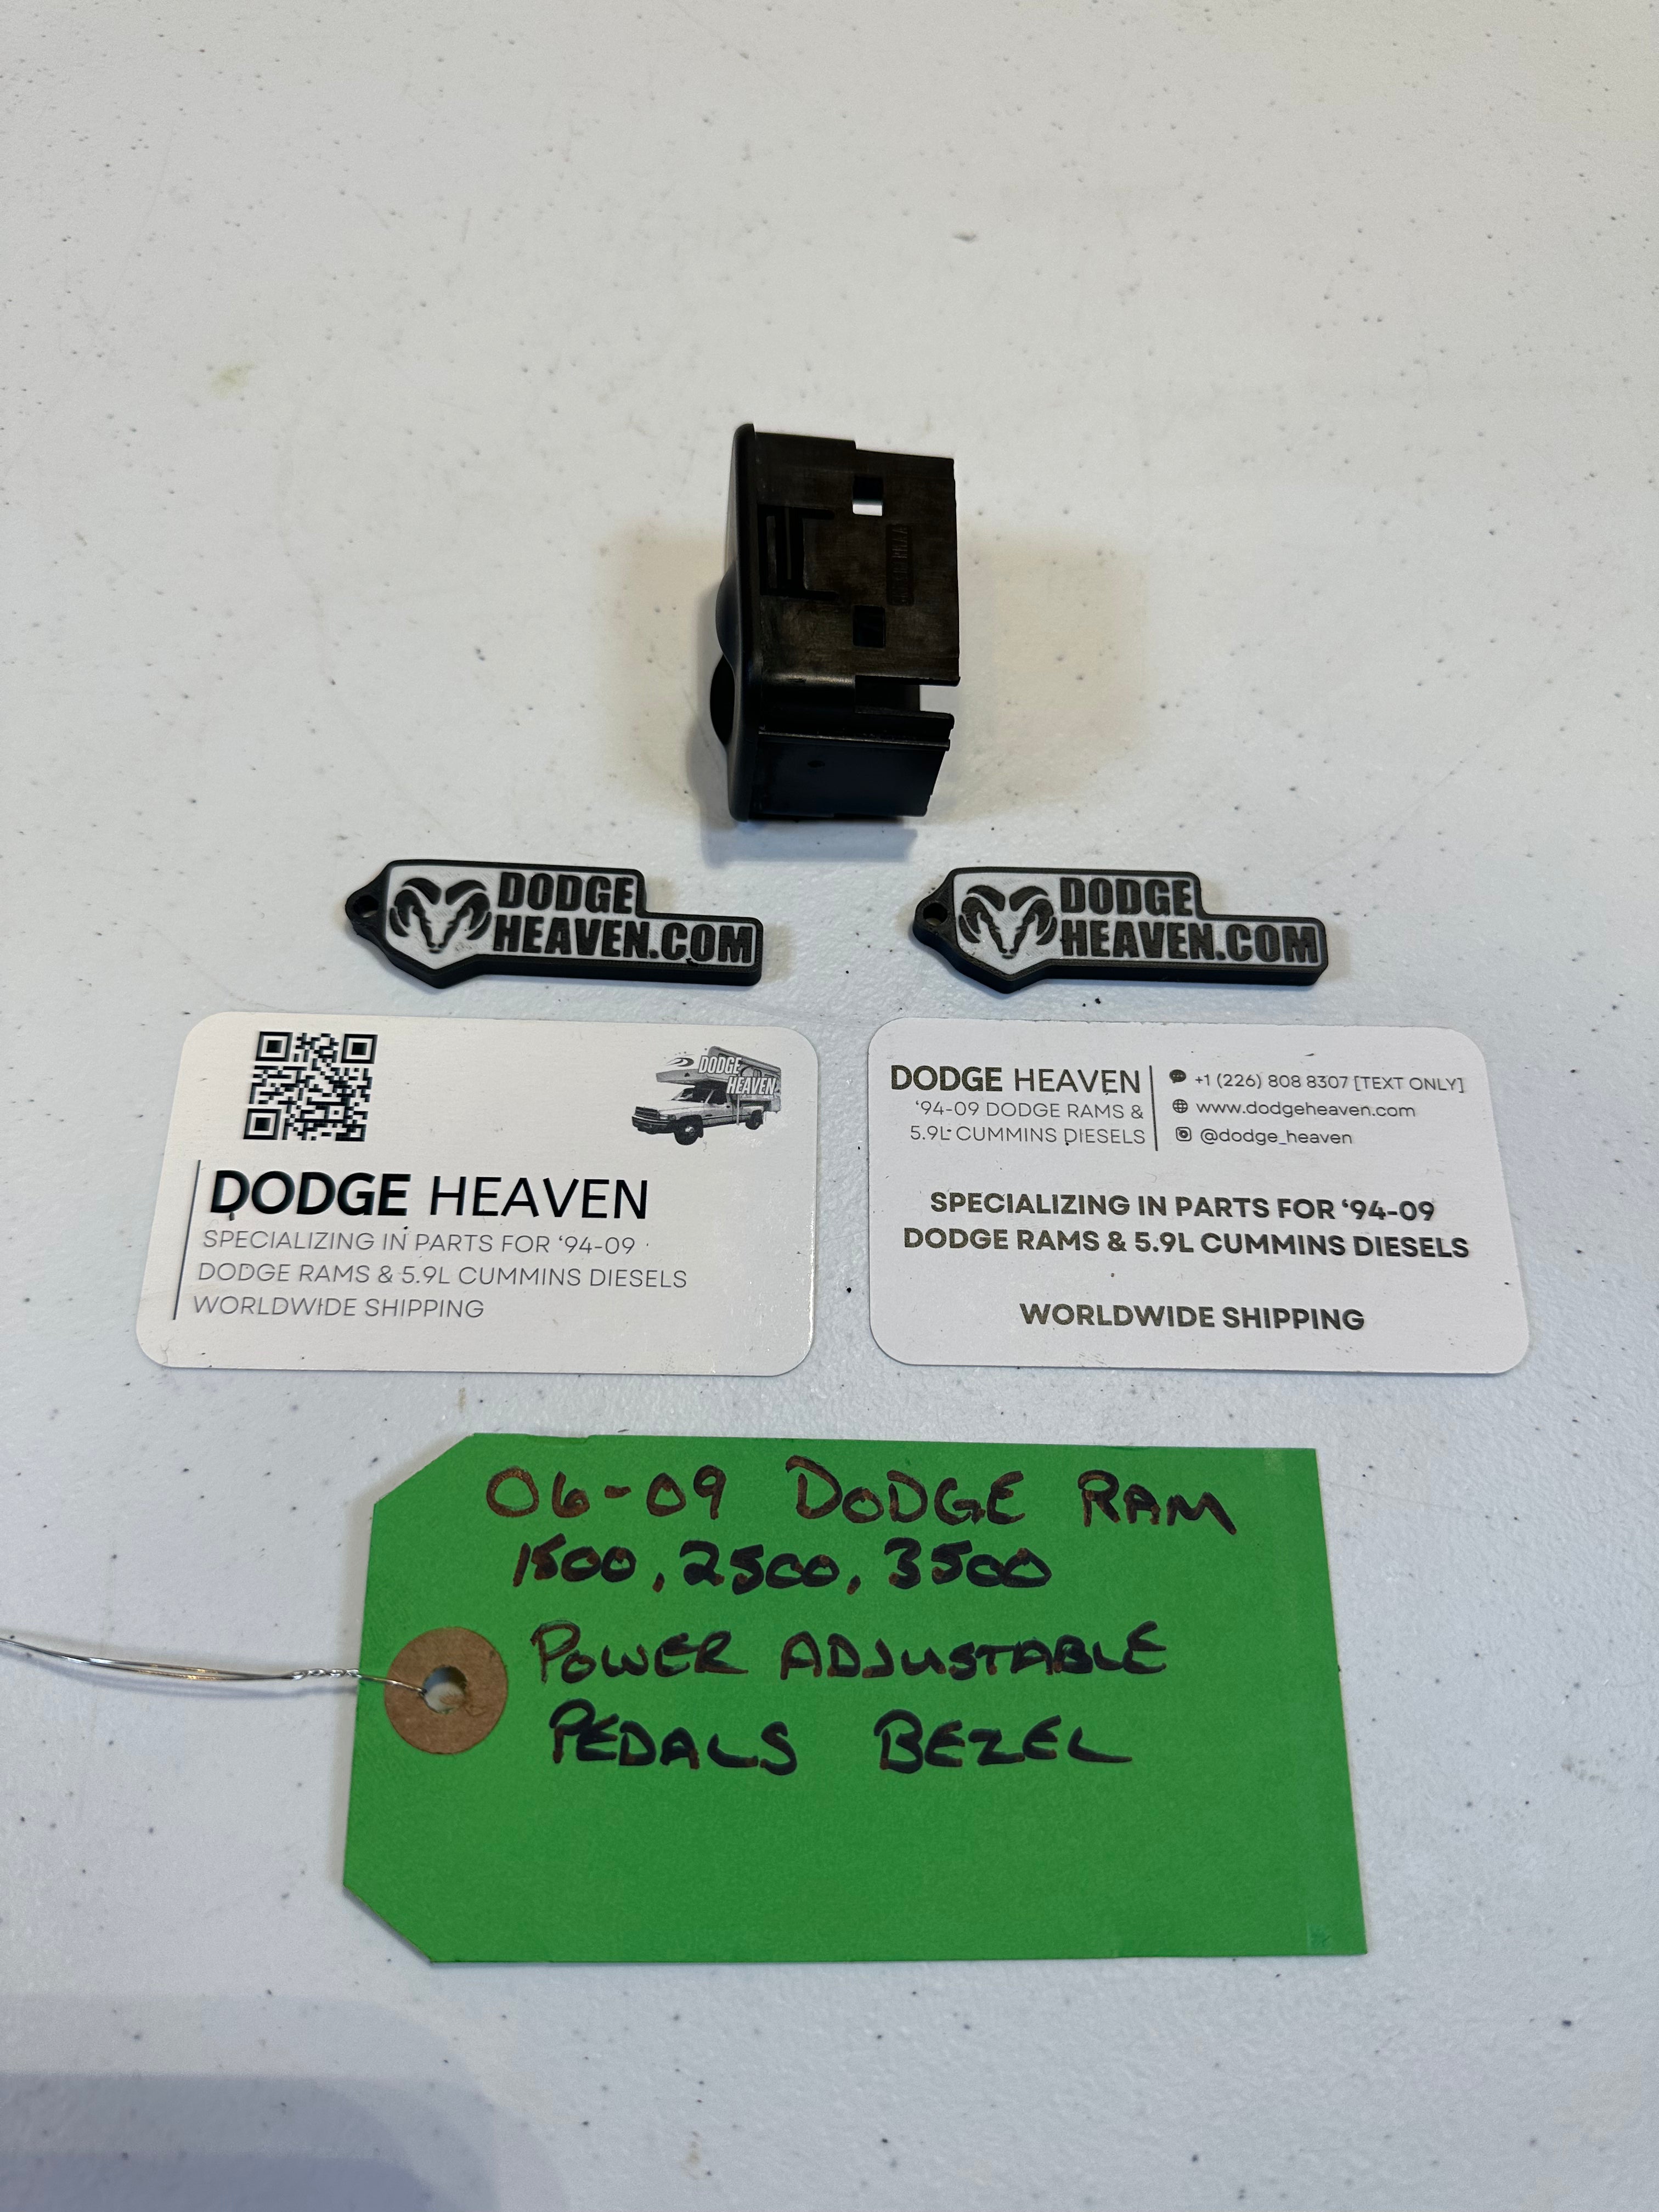 DODGE
HEAVEN.COM
DODGE
HEAVEN.COM
DODGE
HEAVEN
DODGE HEAVEN
SPECIALIZING IN PARTS FOR ‘94-09
DODGE RAMS & 5.9L CUMMINS DIESELS
WORLDWIDE SHIPPING
DODGE HEAVEN
‘94-09 DODGE RAMS &
5.9L CUMMINS DIESELS
+1 (226) 808 8307 [TEXT ONLY]
www.dodgeheaven.com
@dodge_heaven
SPECIALIZING IN PARTS FOR ‘94-09
DODGE RAMS & 5.9L CUMMINS DIESELS
WORLDWIDE SHIPPING
06-09 DODGE RAM
1500, 2500, 3500
POWER ADJUSTABLE
PEDALS BEZEL